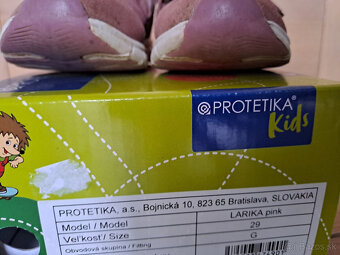 PROTETIKA®
Kids
PROTETIKA, a.s., Bojnická 10, 823 65 Bratislava, SLOVAKIA
LARIKA pink
Model / Model
29
Veľkosť / Size
G
Obvodová skupina / Fitting